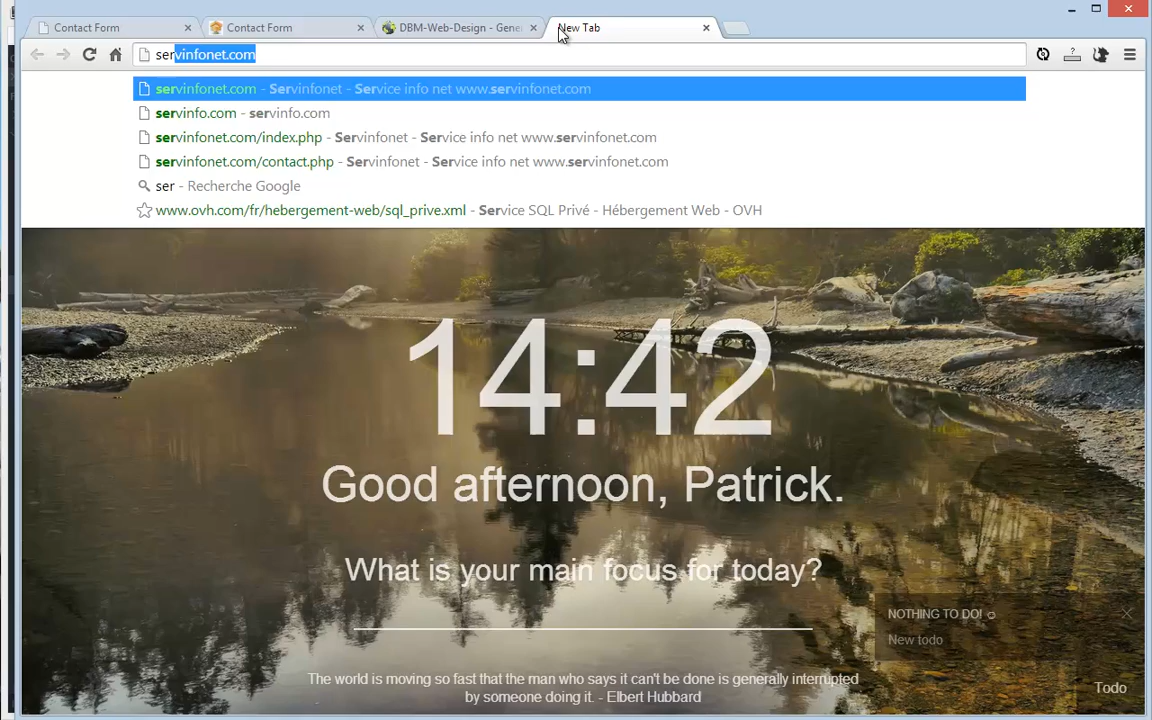 Contact Form
Contact Form
DBM-Web-Design - Gene
New Tab
servinfonet.com
servinfonet.com - Servinfonet - Service info net www.servinfonet.com
servinfo.com - servinfo.com
servinfonet.com/index.php - Servinfonet - Service info net www.servinfonet.com
servinfonet.com/contact.php - Servinfonet - Service info net www.servinfonet.com
ser - Recherche Google
www.ovh.com/fr/hebergement-web/sql_prive.xml - Service SQL Privé - Hébergement Web - OVH
14:42
Good afternoon, Patrick.
What is your main focus for today?
NOTHING TO DO! ☺
New todo
The world is moving so fast that the man who says it can't be done is generally interrupted
by someone doing it. - Elbert Hubbard
Todo